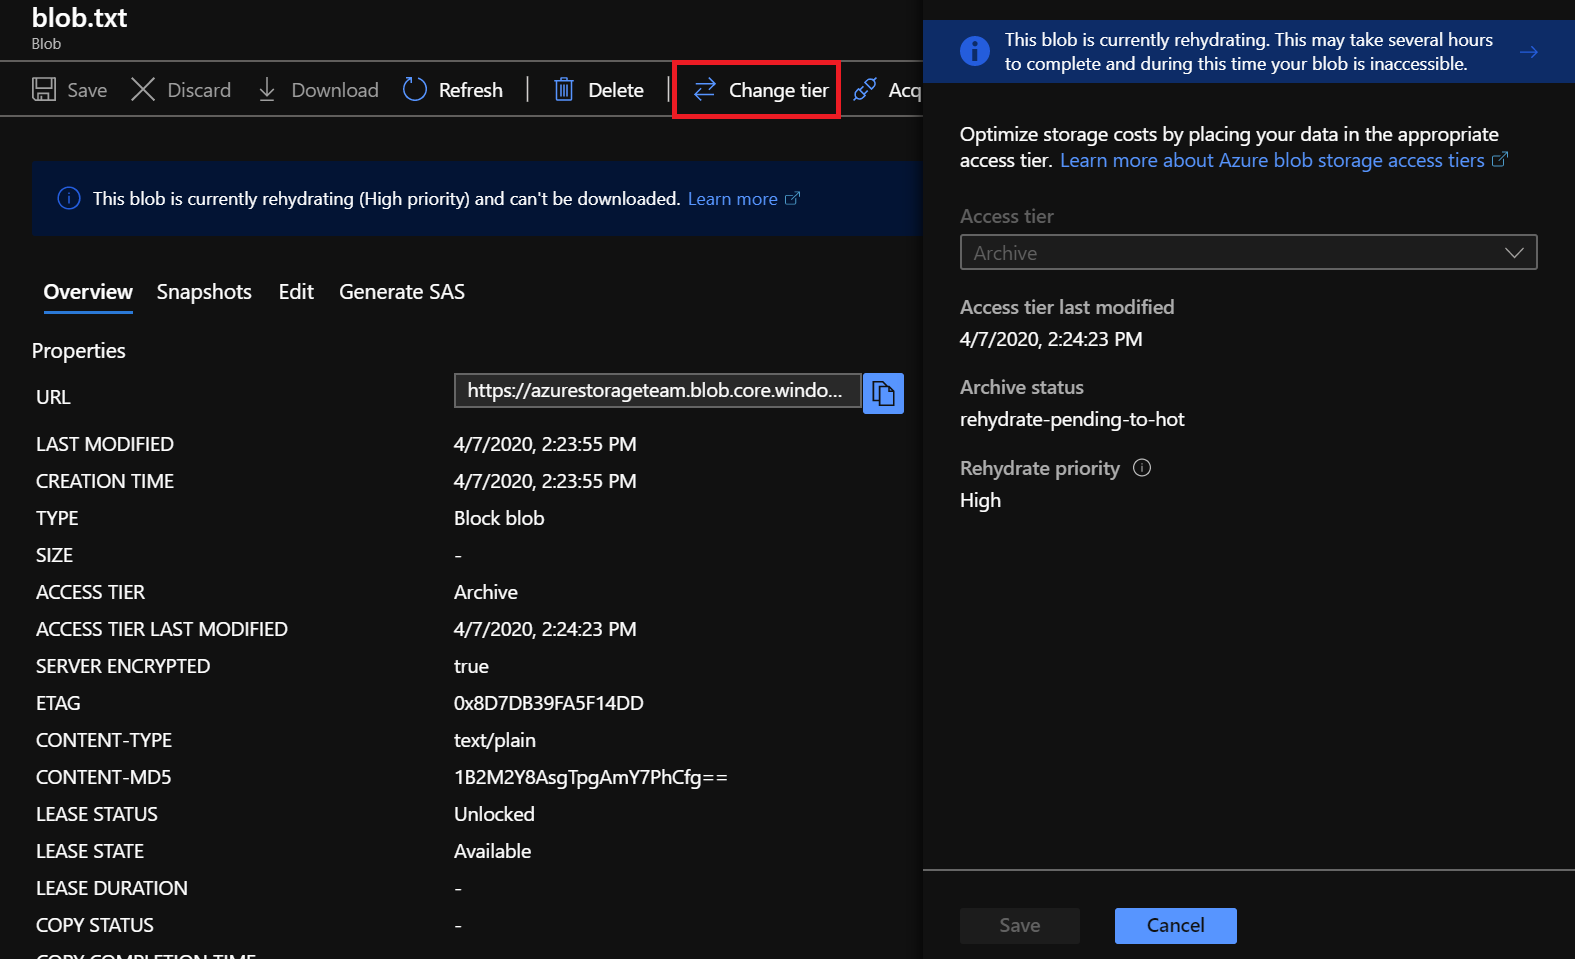 blob.txt
Blob
Save Discard Download Refresh | Delete | Change tier Acq
This blob is currently rehydrating (High priority) and can't be downloaded. Learn more
Overview Snapshots Edit Generate SAS
Properties
URL https://azurestorageteam.blob.core.windo...
LAST MODIFIED 4/7/2020, 2:23:55 PM
CREATION TIME 4/7/2020, 2:23:55 PM
TYPE Block blob
SIZE -
ACCESS TIER Archive
ACCESS TIER LAST MODIFIED 4/7/2020, 2:24:23 PM
SERVER ENCRYPTED true
ETAG 0x8D7DB39FA5F14DD
CONTENT-TYPE text/plain
CONTENT-MD5 1B2M2Y8AsgTpgAmY7PhCfg==
LEASE STATUS Unlocked
LEASE STATE Available
LEASE DURATION -
COPY STATUS -
COPY COMPLETION TIME
This blob is currently rehydrating. This may take several hours
to complete and during this time your blob is inaccessible.
Optimize storage costs by placing your data in the appropriate
access tier. Learn more about Azure blob storage access tiers
Access tier
Archive
Access tier last modified
4/7/2020, 2:24:23 PM
Archive status
rehydrate-pending-to-hot
Rehydrate priority
High
Save Cancel